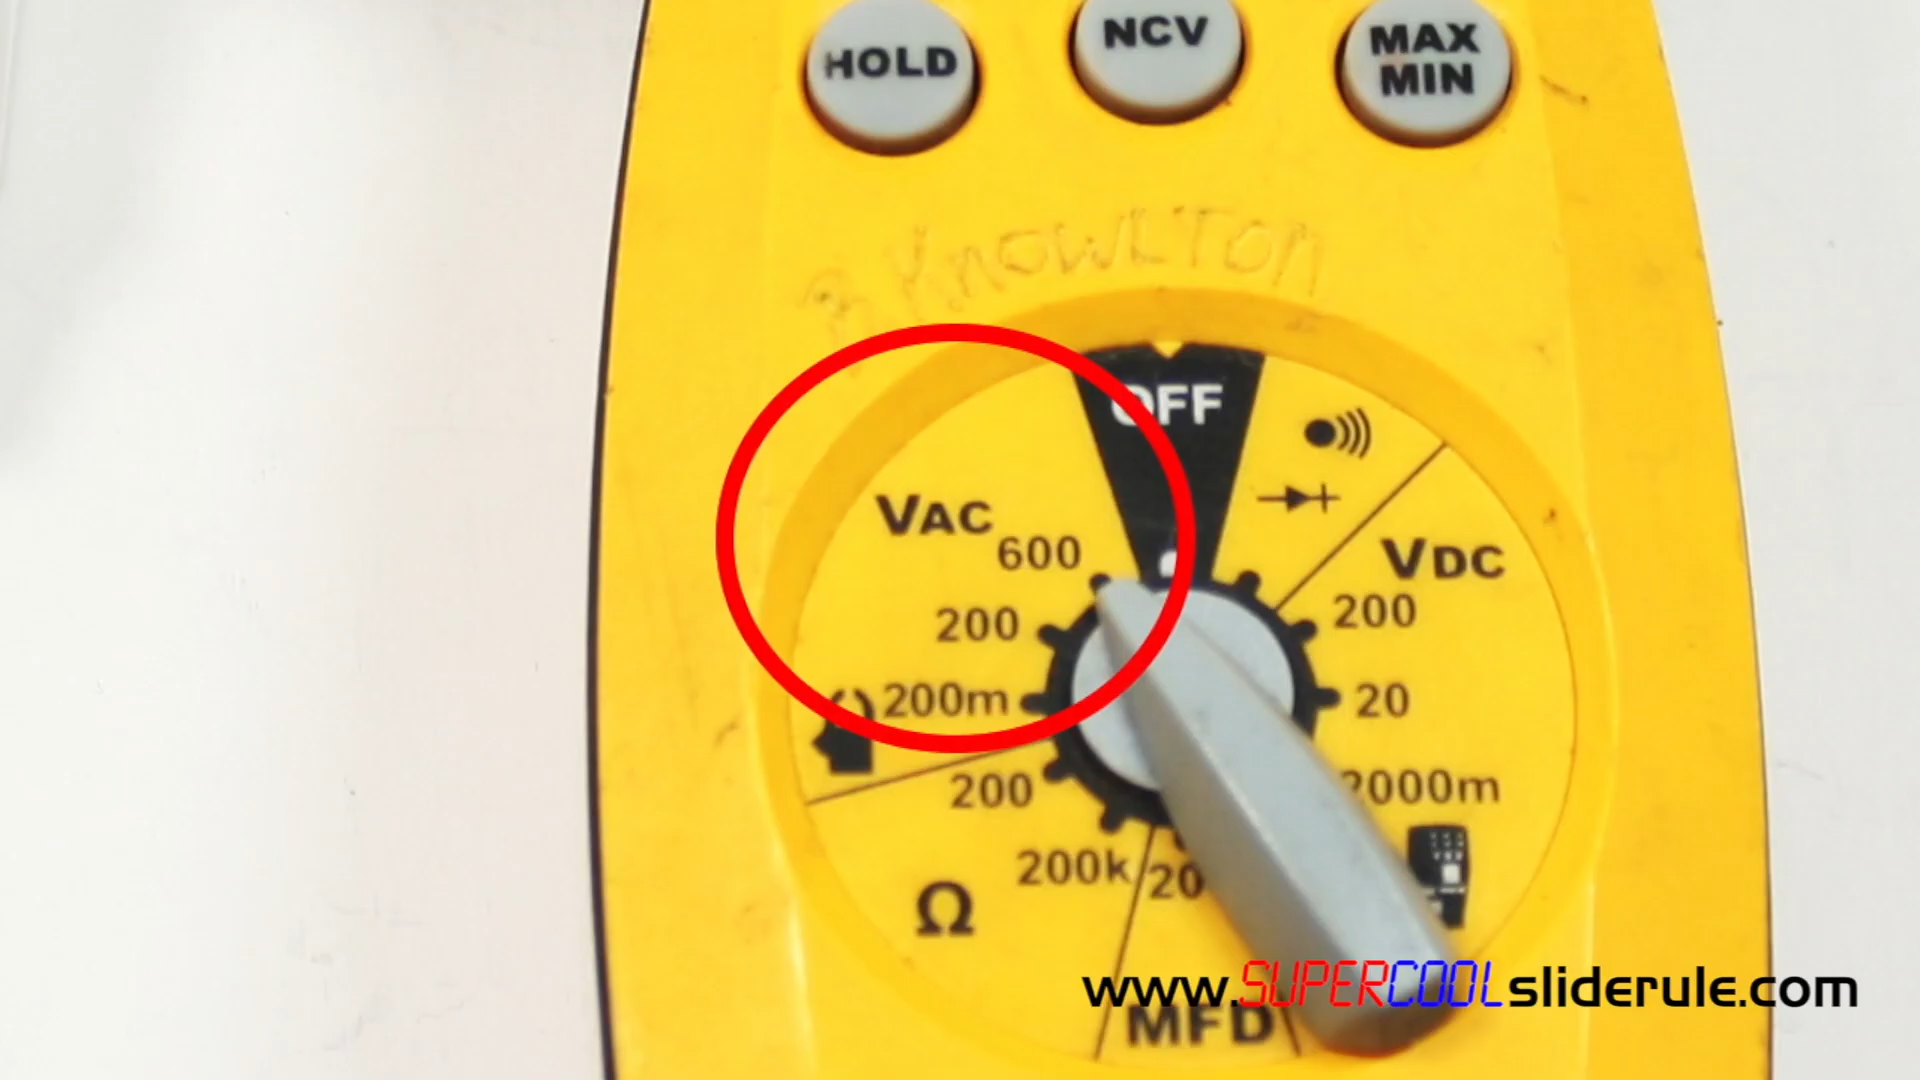 HOLD
NCV
MAX
MIN
B KNOWLTON
OFF
VAC
600
200
200m
VDC
200
20
2000m
200
200k
20
Ω
MFD
www.SUPERCOOLsliderule.com